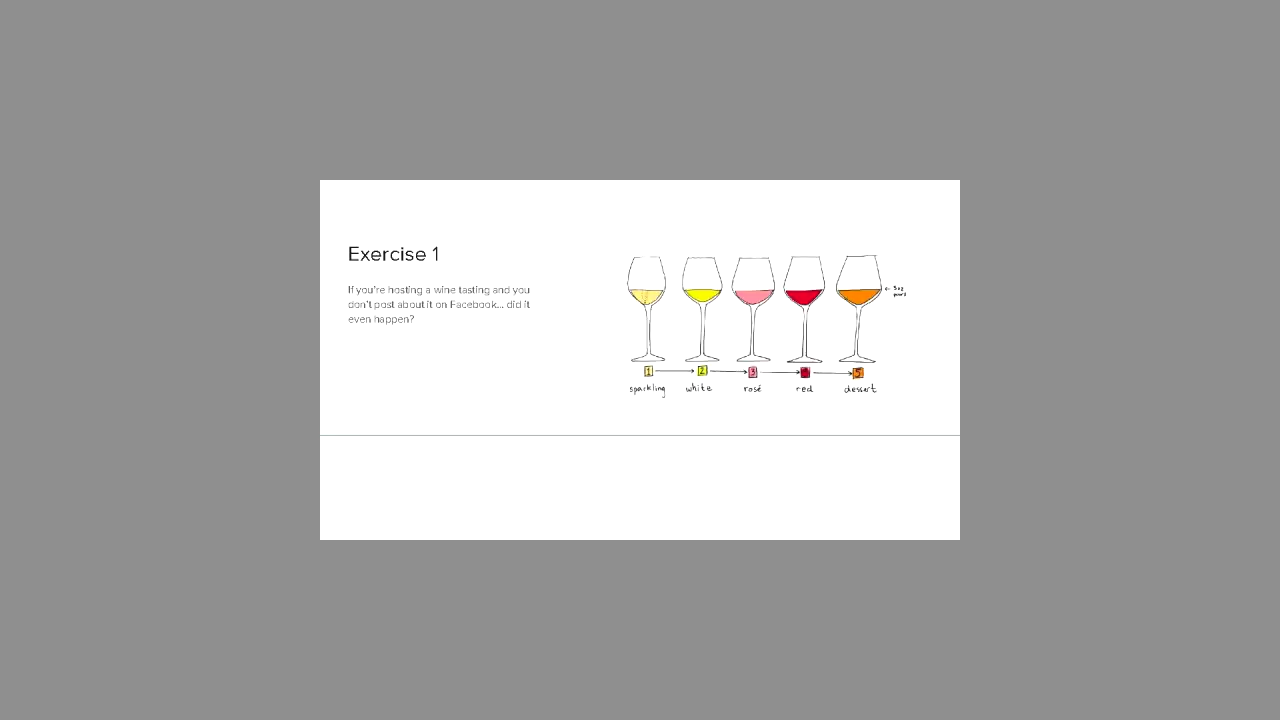 Exercise 1
If you're hosting a wine tasting and you
don't post about it on Facebook... did it
even happen?
1 2 3 5
sparkling white rosé red dessert